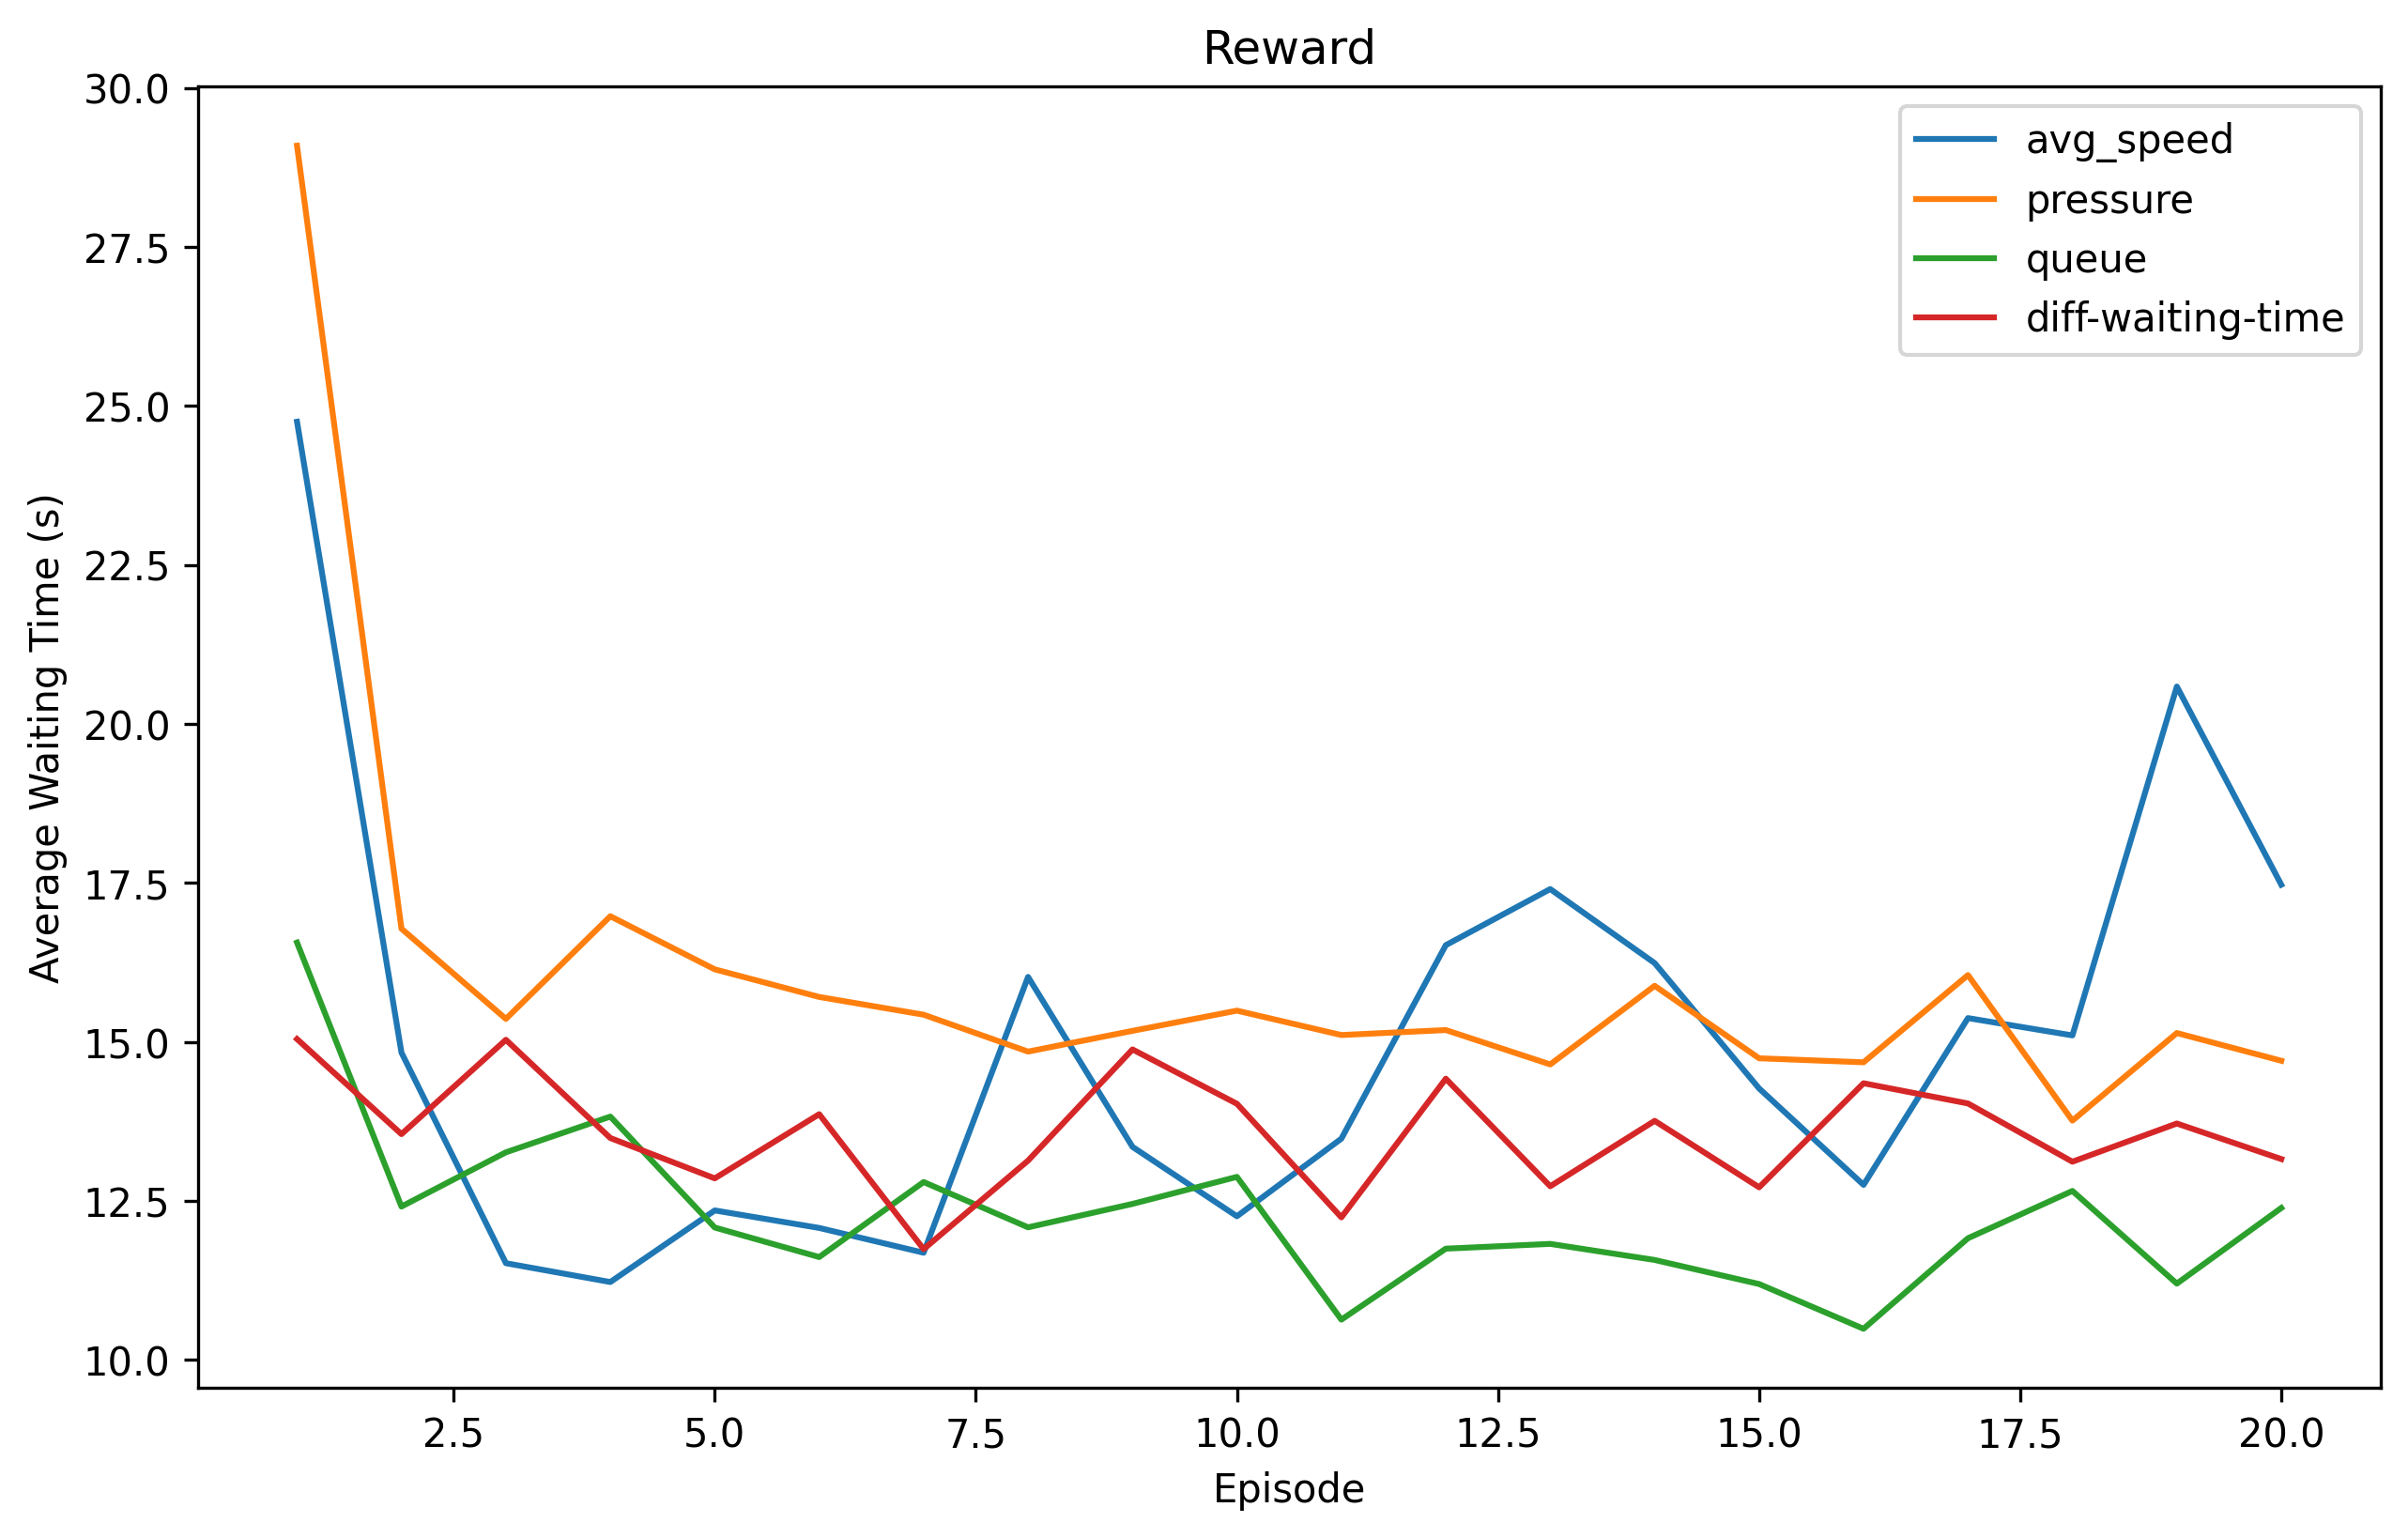 Reward
30.0
27.5
25.0
22.5
20.0
17.5
15.0
12.5
10.0
Average Waiting Time (s)
avg_speed
pressure
queue
diff-waiting-time
2.5 5.0 7.5 10.0 12.5 15.0 17.5 20.0
Episode